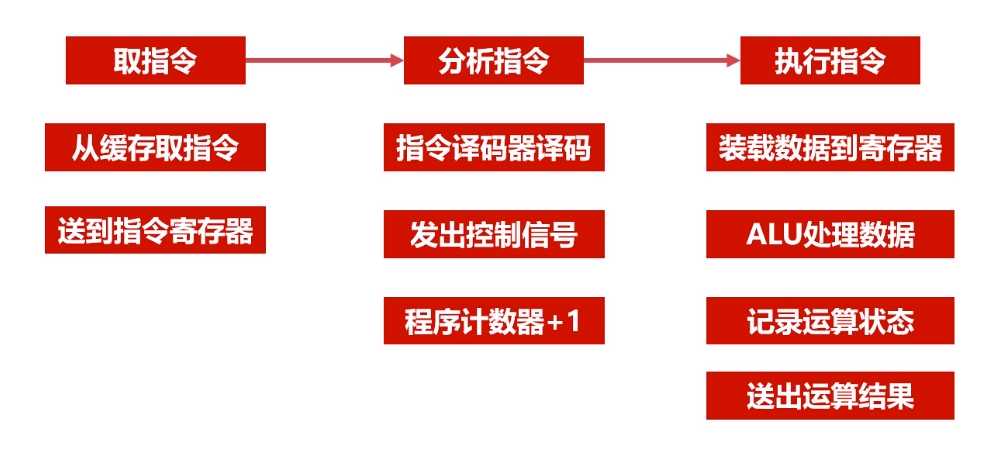 取指令
分析指令
执行指令
从缓存取指令
指令译码器译码
装载数据到寄存器
送到指令寄存器
发出控制信号
ALU处理数据
程序计数器+1
记录运算状态
送出运算结果